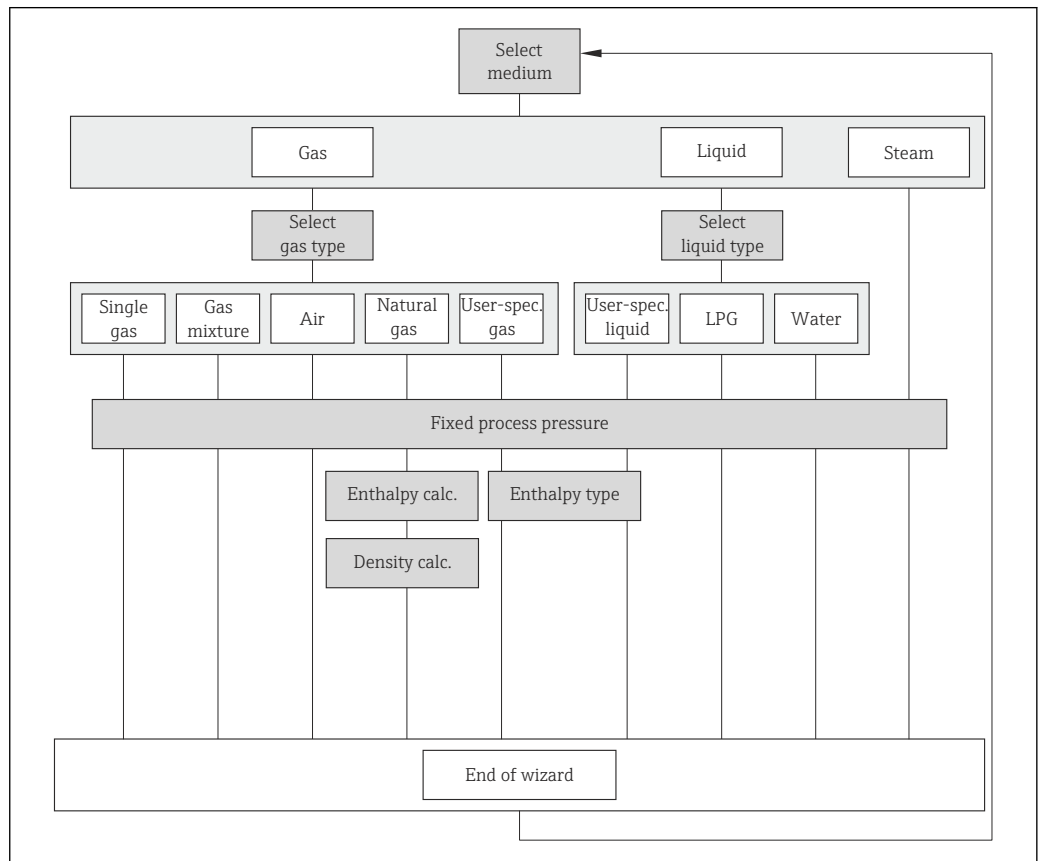 Select
medium
Gas
Liquid
Steam
Select
gas type
Select
liquid type
Single
gas
Gas
mixture
Air
Natural
gas
User-spec.
gas
User-spec.
liquid
LPG
Water
Fixed process pressure
Enthalpy calc.
Enthalpy type
Density calc.
End of wizard